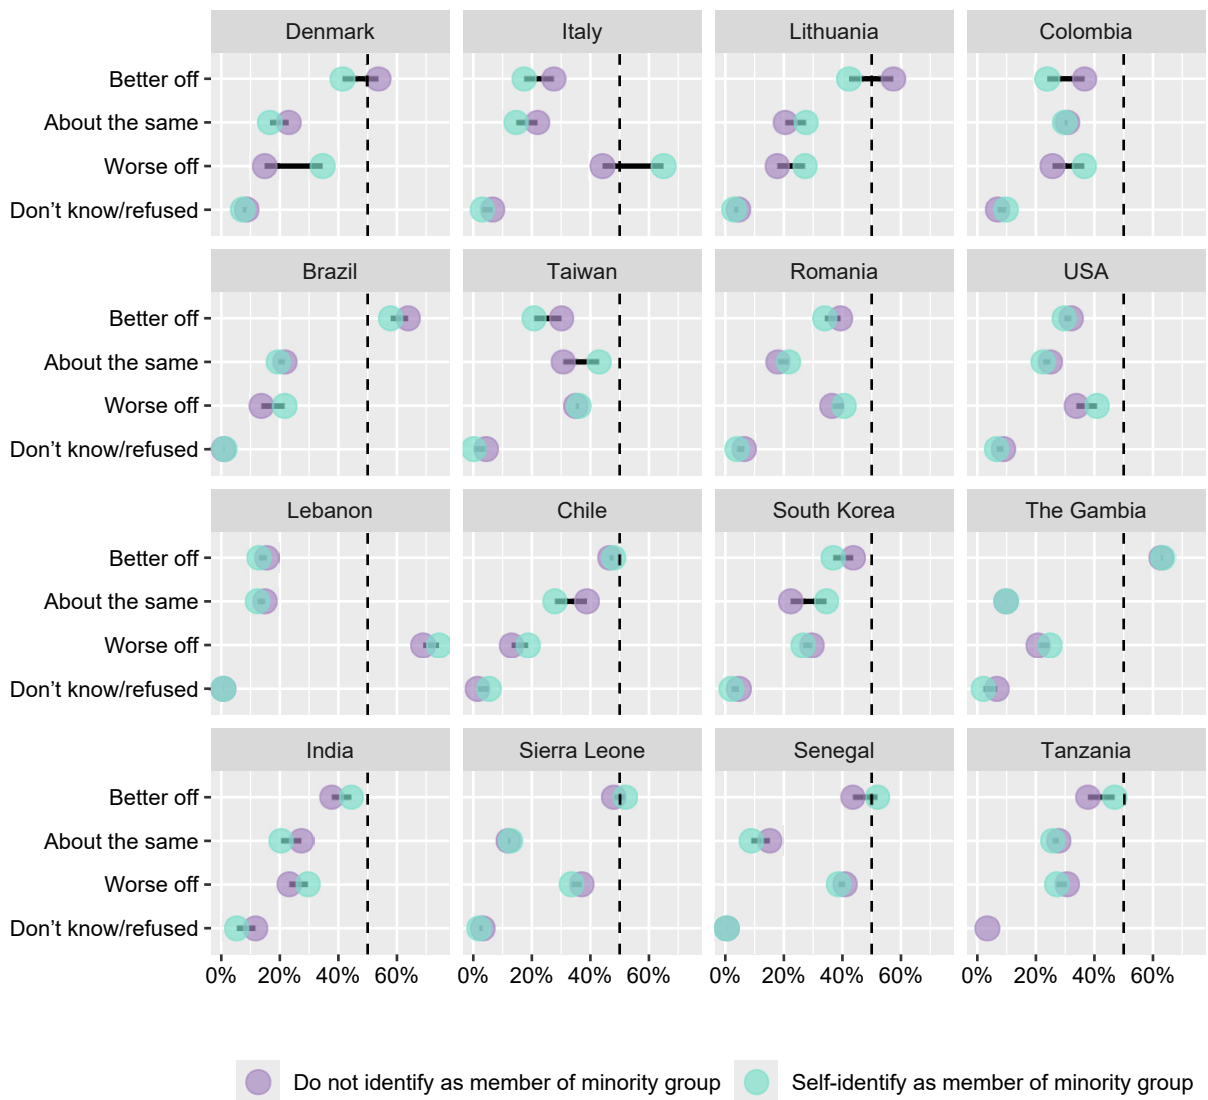 Denmark Italy Lithuania Colombia
Better off
About the same
Worse off
Don’t know/refused
Brazil Taiwan Romania USA
Better off
About the same
Worse off
Don’t know/refused
Lebanon Chile South Korea The Gambia
Better off
About the same
Worse off
Don’t know/refused
India Sierra Leone Senegal Tanzania
Better off
About the same
Worse off
Don’t know/refused
0% 20% 40% 60% 0% 20% 40% 60% 0% 20% 40% 60% 0% 20% 40% 60%
Do not identify as member of minority group Self-identify as member of minority group